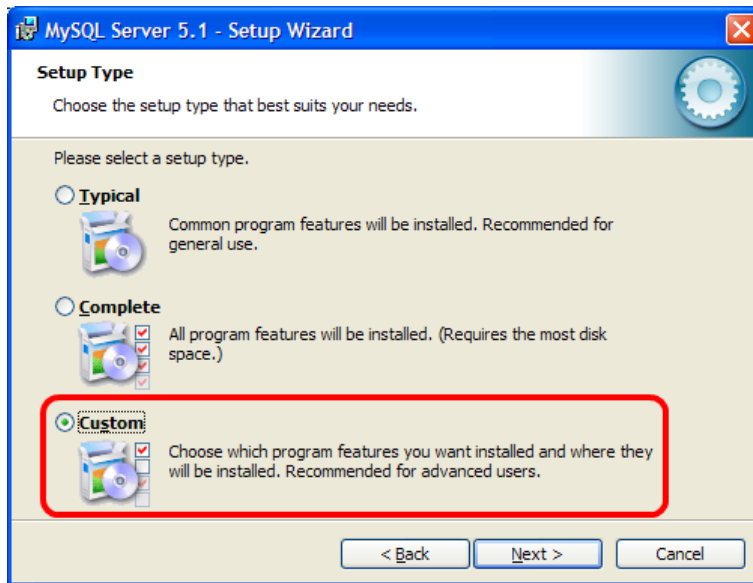 MySQL Server 5.1 - Setup Wizard
Setup Type
Choose the setup type that best suits your needs.
Please select a setup type.
Typical
Common program features will be installed. Recommended for
general use.
Complete
All program features will be installed. (Requires the most disk
space.)
Custom
Choose which program features you want installed and where they
will be installed. Recommended for advanced users.
< Back
Next >
Cancel